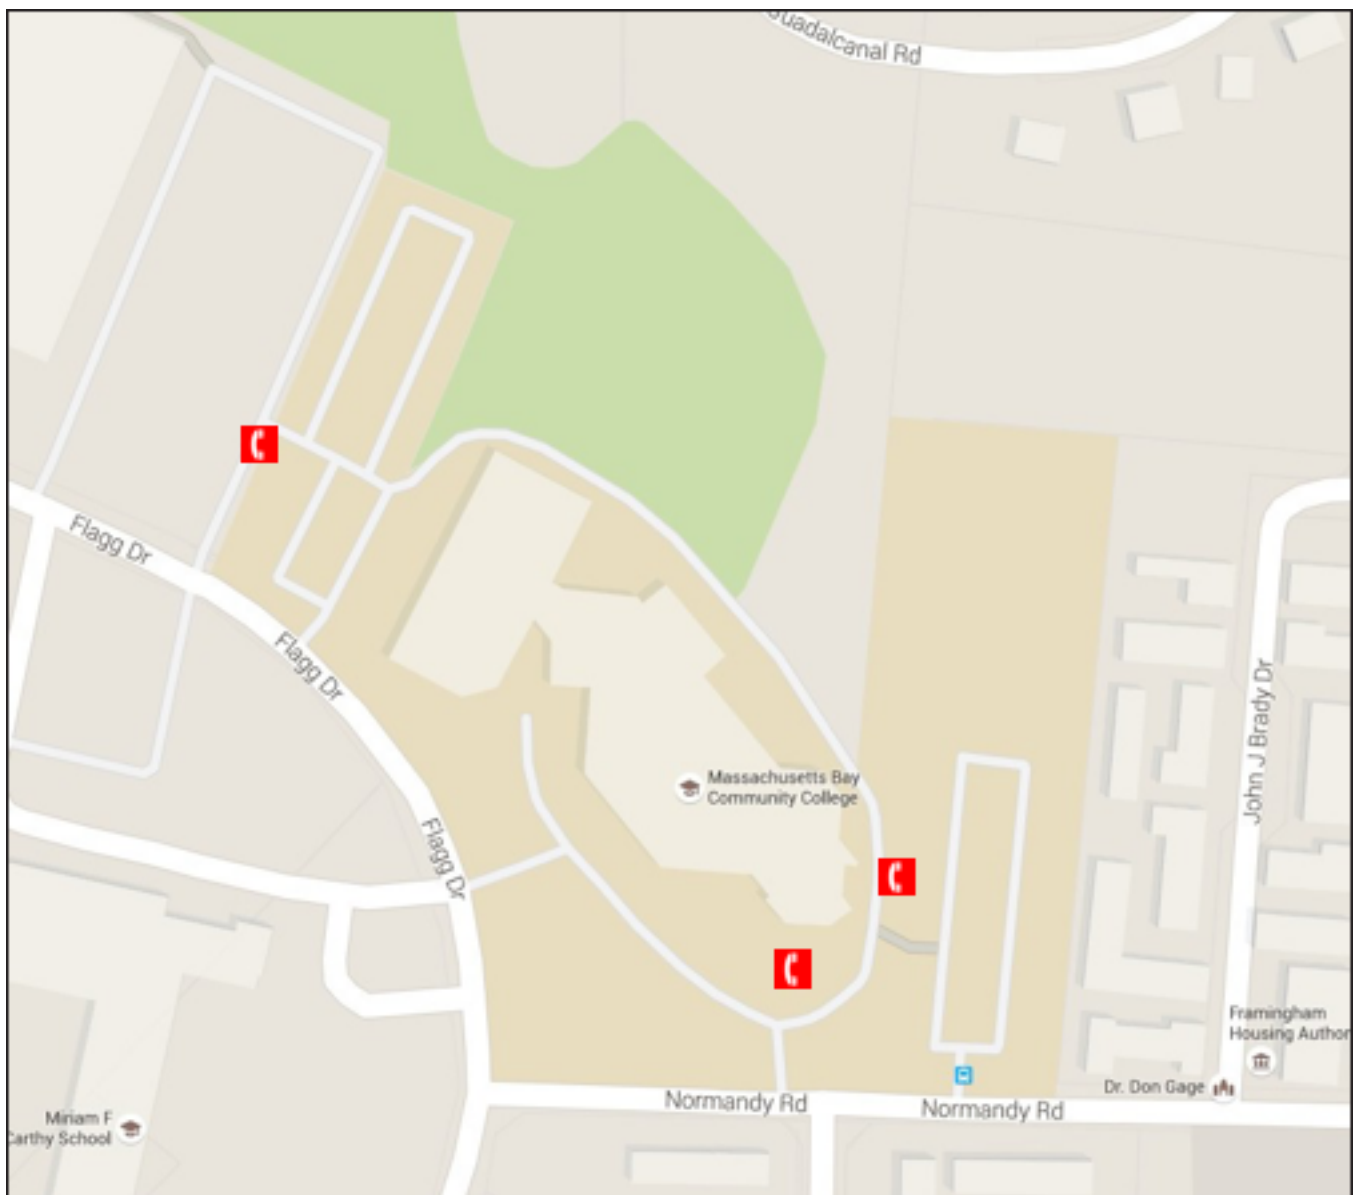 Guadalcanal Rd
Flagg Dr
Flagg Dr
John J Brady Dr
Massachusetts Bay
Community College
Flagg Dr
Framingham
Housing Author
Dr. Don Gage
Normandy Rd
Normandy Rd
Miriam F
Carthy School